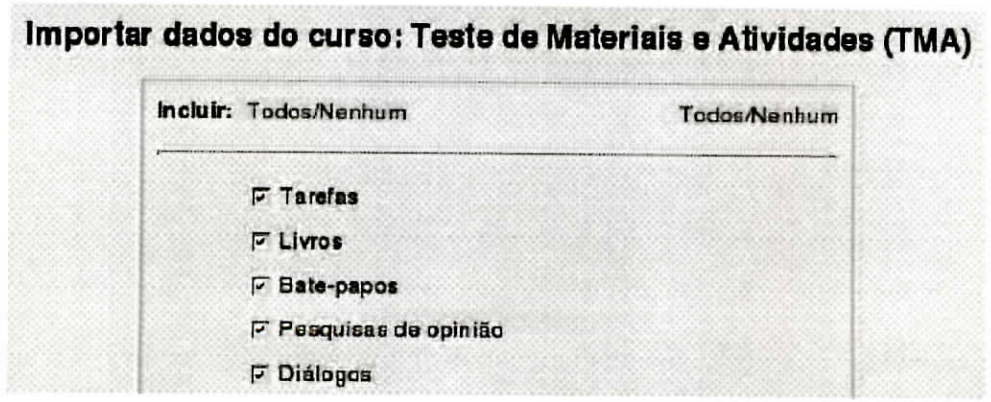 Importar dados do curso: Teste de Materiais e Atividades (TMA)
Incluir: Todos/Nenhum Todos/Nenhum
Tarefas
Livros
Bate-papos
Pesquisas de opinião
Diálogos